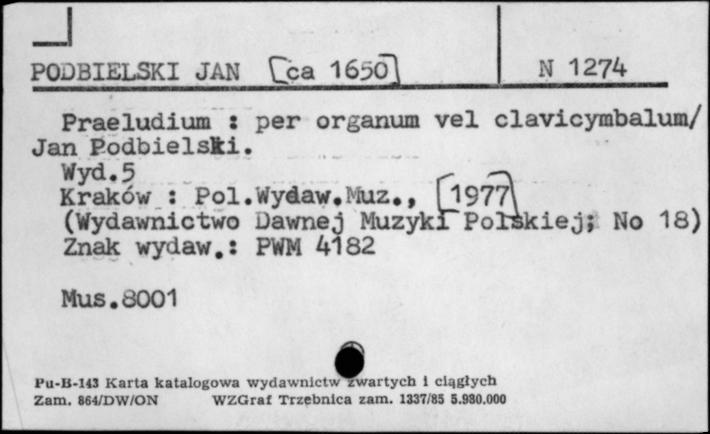 PODBIELSKI JAN [ca 1650] N 1274
Praeludium : per organum vel clavicymbalum/
Jan Podbielski.
Wyd.5
Kraków : Pol.Wydaw.Muz., [1977]
(Wydawnictwo Dawnej Muzyki Polskiej; No 18)
Znak wydaw.: PWM 4182
Mus.8001
Pu-B-143 Karta katalogowa wydawnictw zwartych i ciągłych
Zam. 864/DW/ON WZGraf Trzebnica zam. 1337/85 5.980.000